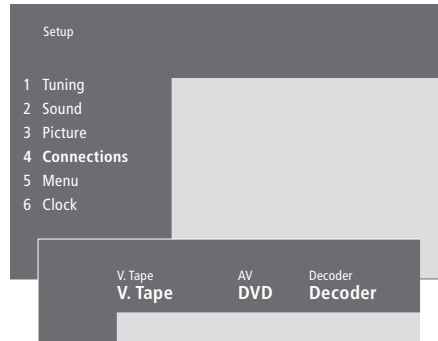 Setup
1 Tuning
2 Sound
3 Picture
4 Connections
5 Menu
6 Clock
V. Tape AV Decoder
V. Tape DVD Decoder